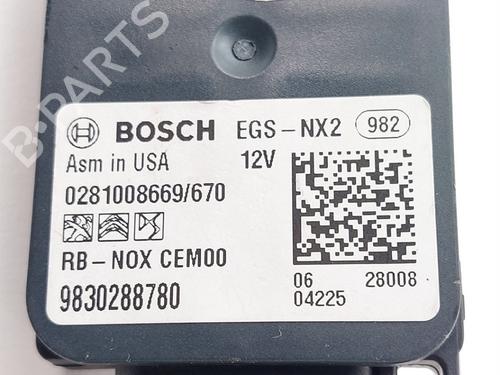 B-PARTS
BOSCH EGS-NX2 982
Asm in USA 12V
0281008669/670
RB-NOX CEM00
06 28008
9830288780 04225